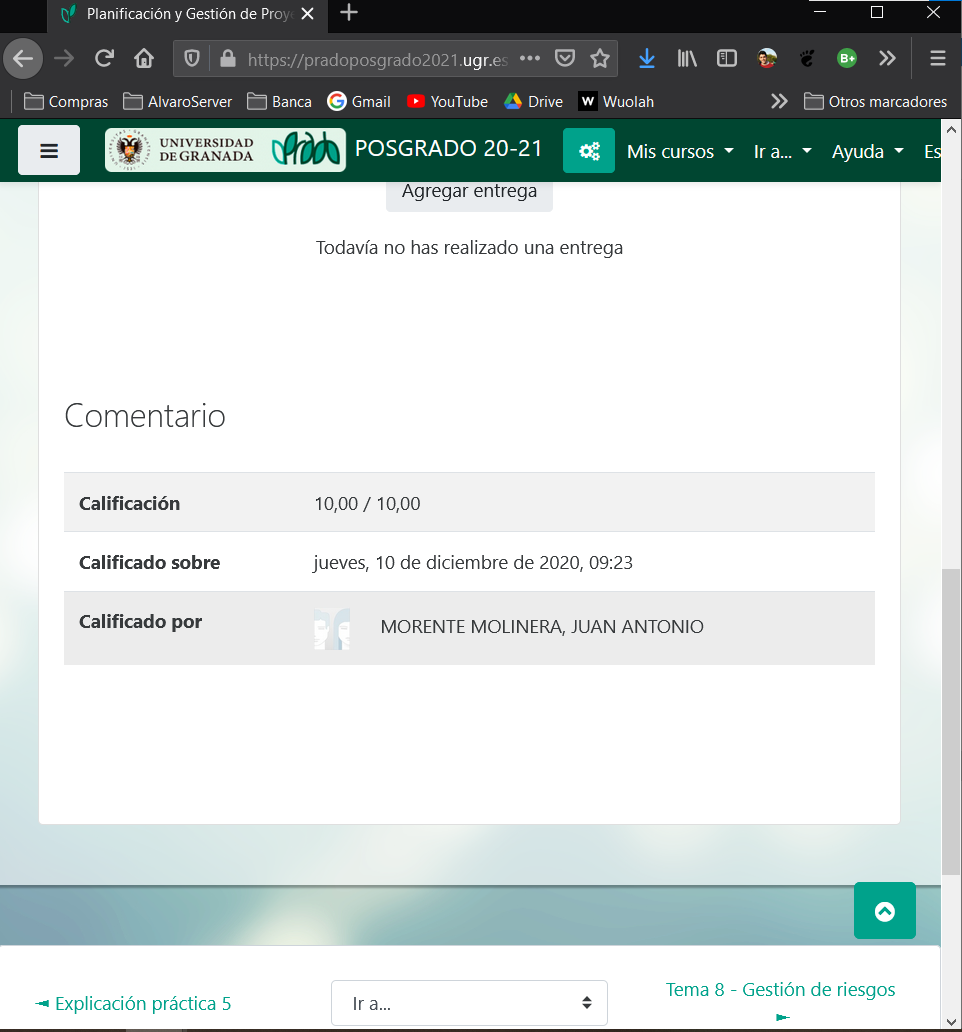 Planificación y Gestión de Proy
https://pradoposgrado2021.ugr.es
Compras AlvaroServer Banca Gmail YouTube Drive W Wuolah Otros marcadores
UNIVERSIDAD DE GRANADA prado POSGRADO 20-21 Mis cursos Ir a... Ayuda Es
Agregar entrega
Todavía no has realizado una entrega
Comentario
Calificación 10,00 / 10,00
Calificado sobre jueves, 10 de diciembre de 2020, 09:23
Calificado por MORENTE MOLINERA, JUAN ANTONIO
◄ Explicación práctica 5
Ir a...
Tema 8 - Gestión de riesgos
►